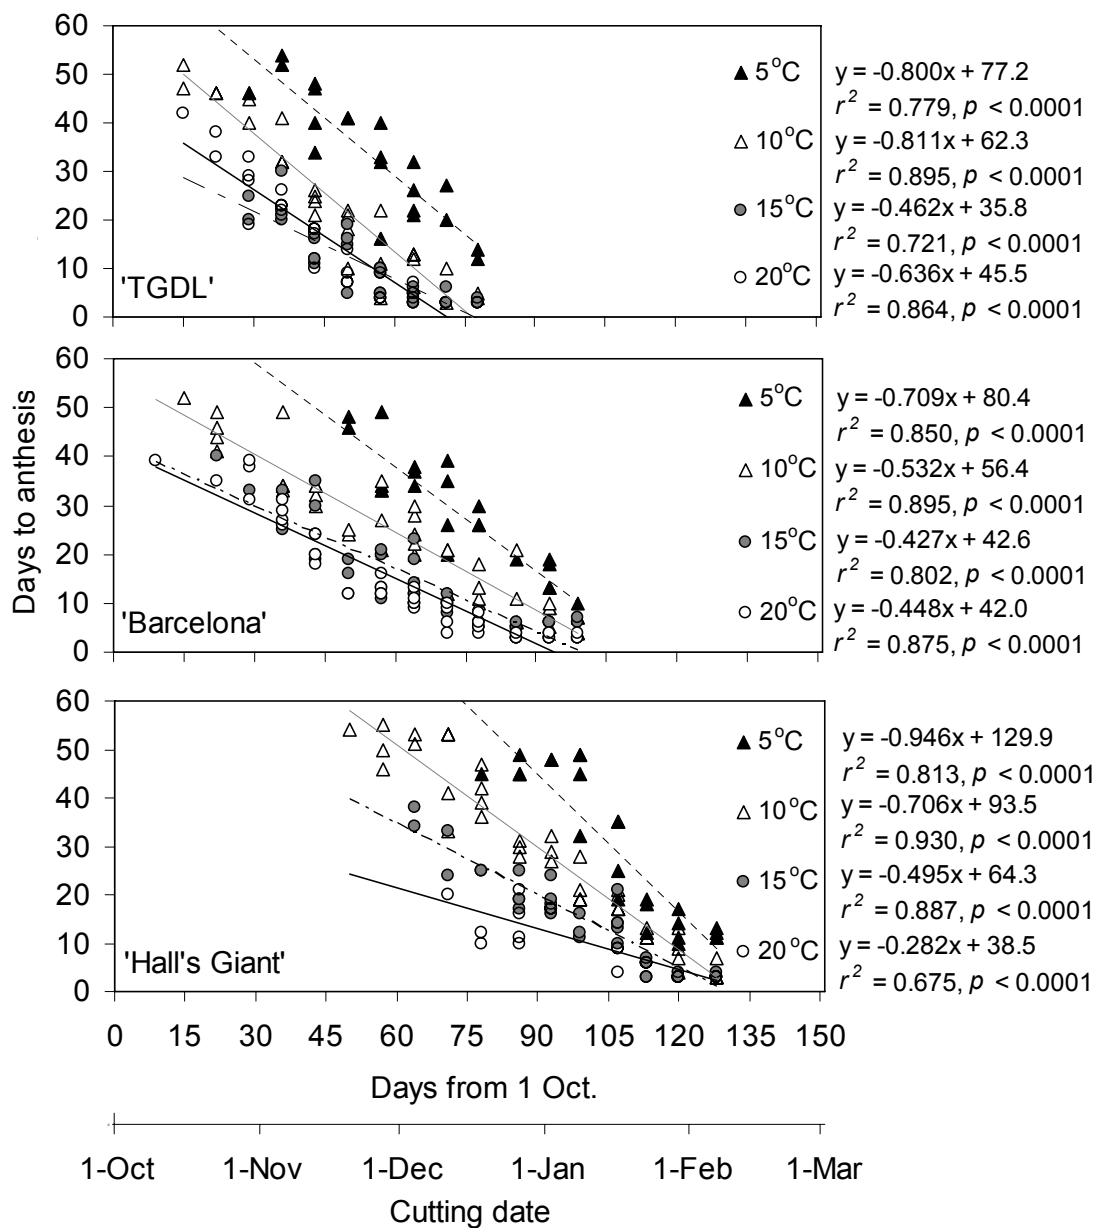 60
50
40
30
20
10
0
'TGDL'
5°C
10°C
15°C
20°C
y = -0.800x + 77.2
r² = 0.779, p < 0.0001
y = -0.811x + 62.3
r² = 0.895, p < 0.0001
y = -0.462x + 35.8
r² = 0.721, p < 0.0001
y = -0.636x + 45.5
r² = 0.864, p < 0.0001
Days to anthesis
60
50
40
30
20
10
0
'Barcelona'
5°C
10°C
15°C
20°C
y = -0.709x + 80.4
r² = 0.850, p < 0.0001
y = -0.532x + 56.4
r² = 0.895, p < 0.0001
y = -0.427x + 42.6
r² = 0.802, p < 0.0001
y = -0.448x + 42.0
r² = 0.875, p < 0.0001
60
50
40
30
20
10
0
'Hall's Giant'
5°C
10°C
15°C
20°C
y = -0.946x + 129.9
r² = 0.813, p < 0.0001
y = -0.706x + 93.5
r² = 0.930, p < 0.0001
y = -0.495x + 64.3
r² = 0.887, p < 0.0001
y = -0.282x + 38.5
r² = 0.675, p < 0.0001
0 15 30 45 60 75 90 105 120 135 150
Days from 1 Oct.
1-Oct 1-Nov 1-Dec 1-Jan 1-Feb 1-Mar
Cutting date